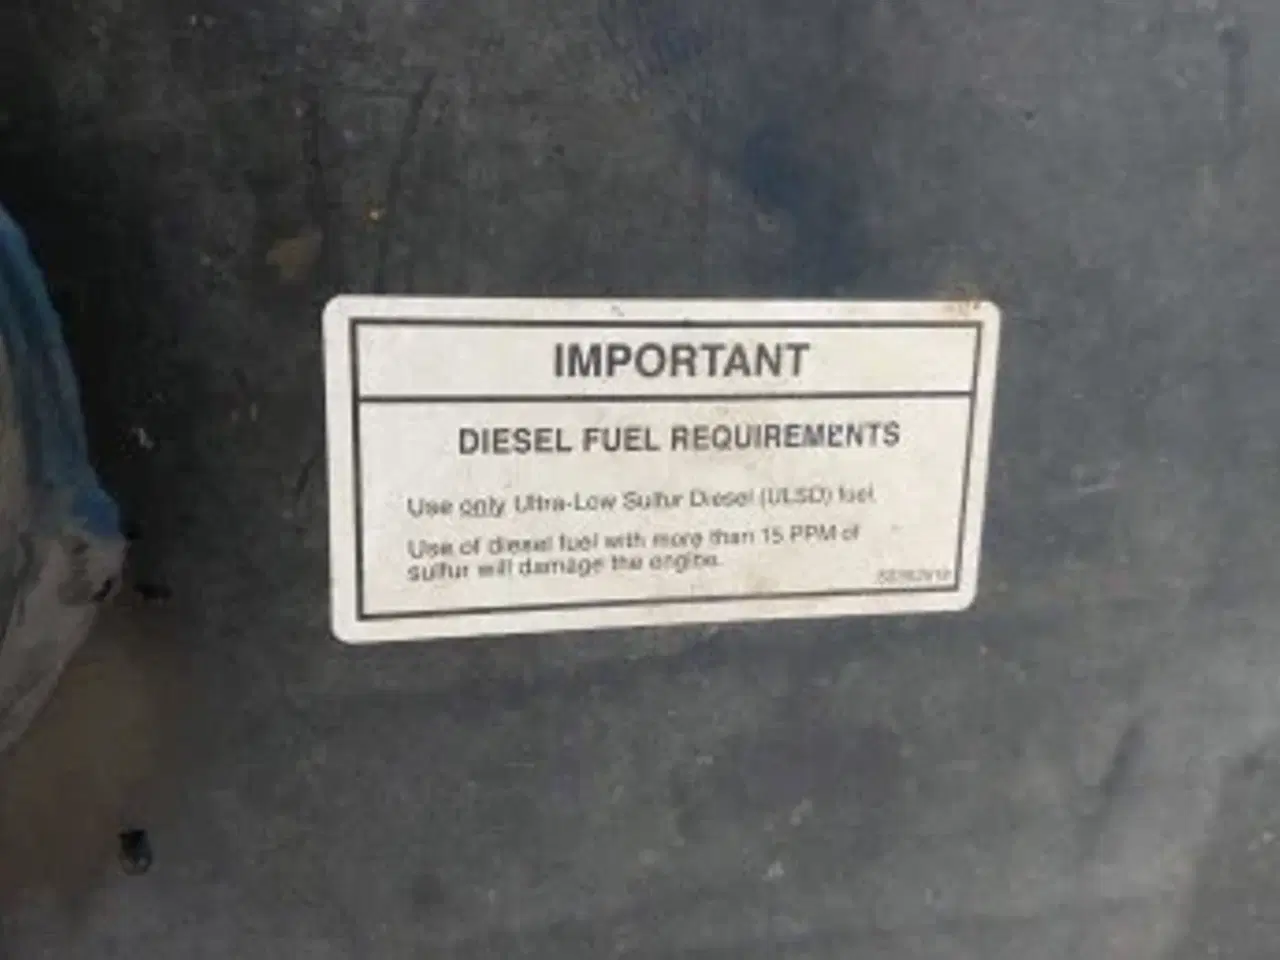 IMPORTANT
DIESEL FUEL REQUIREMENTS
Use only Ultra-Low Sulfur Diesel (ULSD) fuel.
Use of diesel fuel with more than 15 PPM of
sulfur will damage the engine.